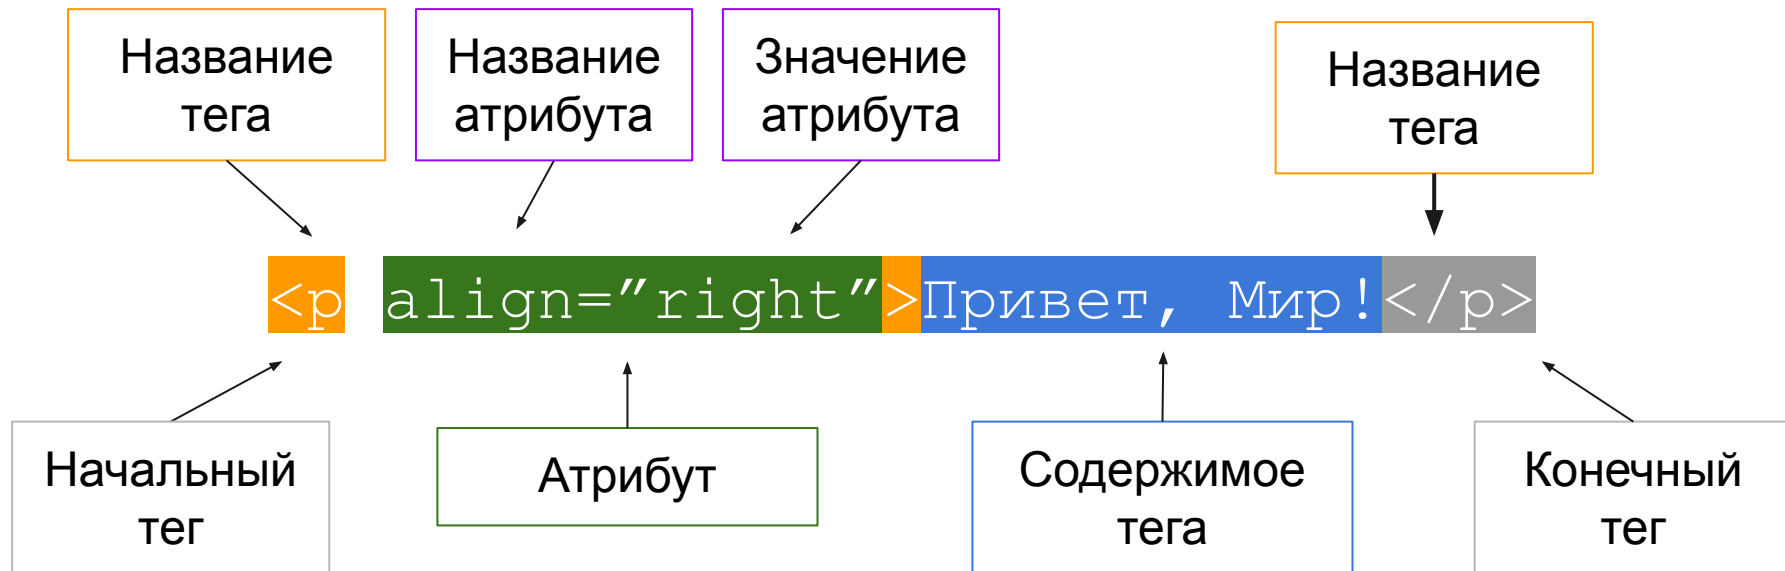 Название
тега
Название
атрибута
Значение
атрибута
Название
тега
<p align=”right”>Привет, Мир!</p>
Начальный
тег
Атрибут
Содержимое
тега
Конечный
тег